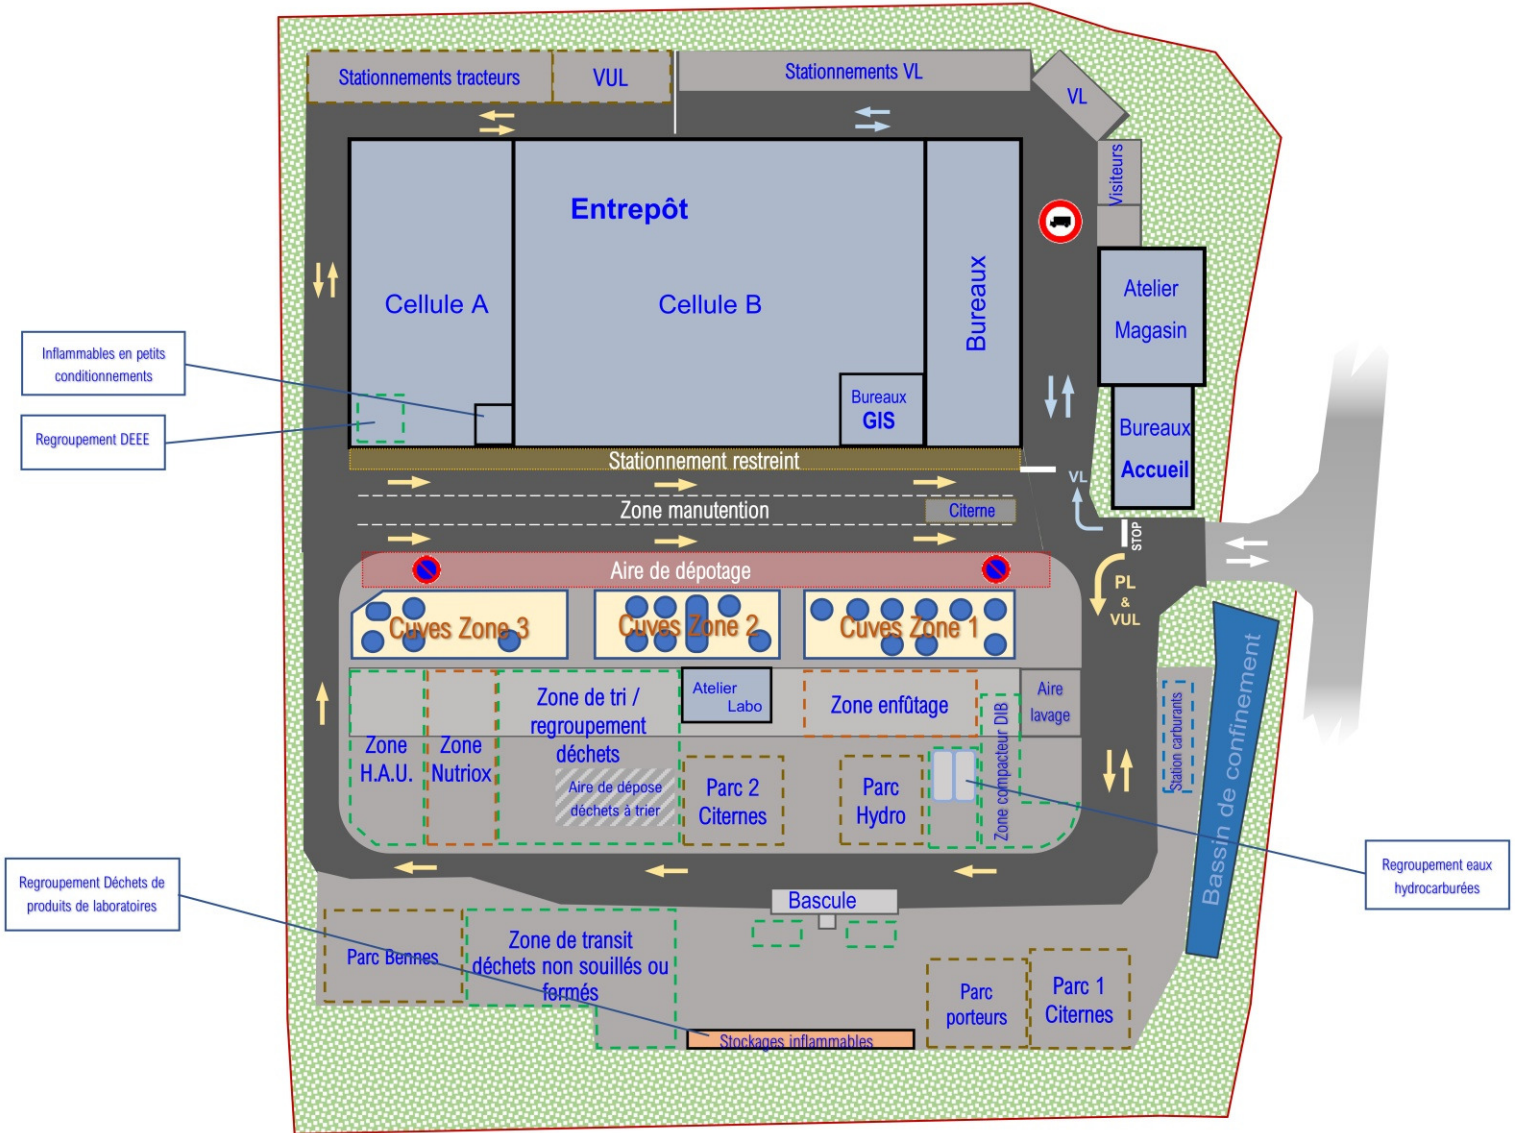 Stationnements tracteurs
VUL
Stationnements VL
VL
Visiteurs
Entrepôt
Cellule A
Cellule B
Bureaux
Atelier
Magasin
Inflammables en petits
conditionnements
Regroupement DEEE
Bureaux
GIS
Bureaux
Accueil
Stationnement restreint
VL
Zone manutention
Citerne
STOP
Aire de dépotage
PL
&
VUL
Cuves Zone 3
Cuves Zone 2
Cuves Zone 1
Zone
H.A.U.
Zone
Nutriox
Zone de tri /
regroupement
déchets
Aire de dépose
déchets à trier
Atelier
Labo
Zone enfûtage
Aire
lavage
Zone compacteur DIB
Station carburants
Bassin de confinement
Parc 2
Citernes
Parc
Hydro
Regroupement eaux
hydrocarburées
Regroupement Déchets de
produits de laboratoires
Bascule
Parc Bennes
Zone de transit
déchets non souillés ou
formés
Parc
porteurs
Parc 1
Citernes
Stockages inflammables